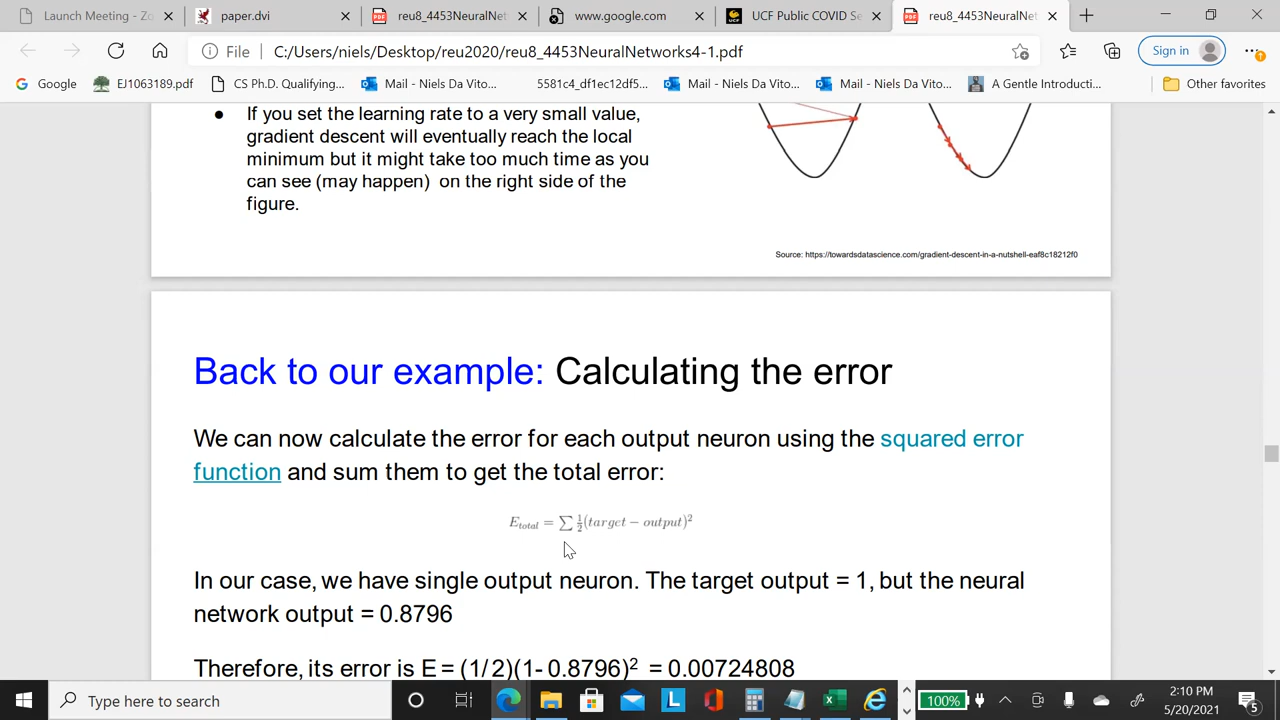 Launch Meeting - Zo
paper.dvi
reu8_4453NeuralNet
www.google.com
UCF Public COVID Se
reu8_4453NeuralNet
File
C:/Users/niels/Desktop/reu2020/reu8_4453NeuralNetworks4-1.pdf
Sign in
Google
EJ1063189.pdf
CS Ph.D. Qualifying...
Mail - Niels Da Vito...
5581c4_df1ec12df5...
Mail - Niels Da Vito...
Mail - Niels Da Vito...
A Gentle Introducti...
Other favorites
● If you set the learning rate to a very small value,
gradient descent will eventually reach the local
minimum but it might take too much time as you
can see (may happen) on the right side of the
figure.
Source: https://towardsdatascience.com/gradient-descent-in-a-nutshell-eaf8c18212f0
Back to our example: Calculating the error
We can now calculate the error for each output neuron using the squared error
function and sum them to get the total error:
E_total = ∑ ½(target − output)²
In our case, we have single output neuron. The target output = 1, but the neural
network output = 0.8796
Therefore, its error is E = (1/2)(1- 0.8796)² = 0.00724808
Type here to search
100%
2:10 PM
5/20/2021
5